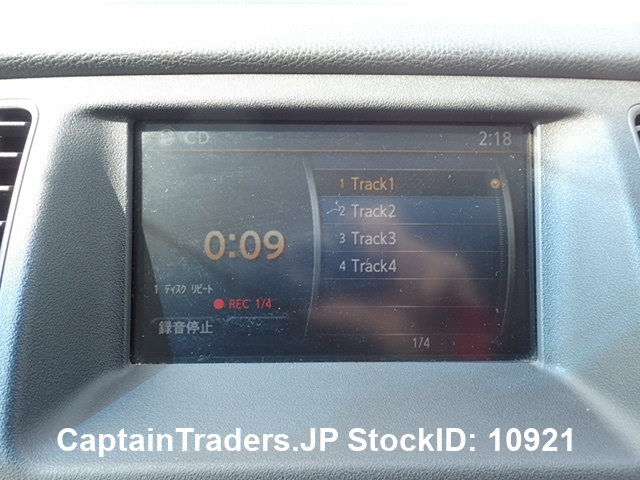 CD 2:18
1 Track1
2 Track2
0:09
3 Track3
4 Track4
1 ディスク リピート
● REC 1/4
録音停止
1/4
CaptainTraders.JP StockID: 10921